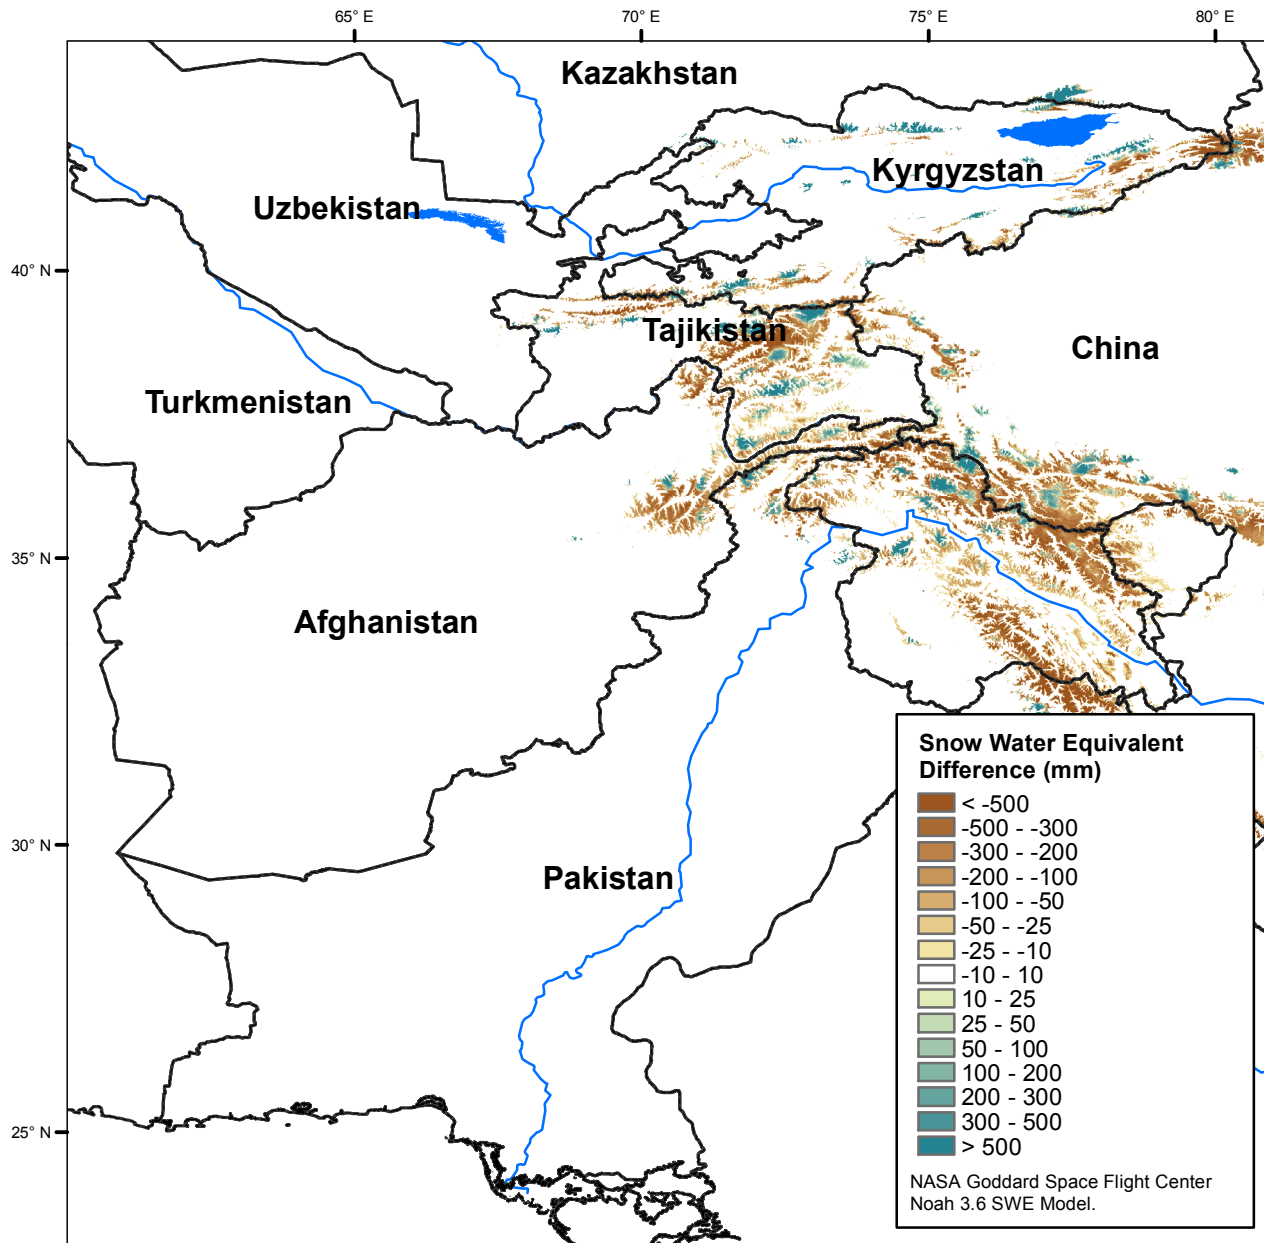 65° E
70° E
75° E
80° E
Kazakhstan
Kyrgyzstan
Uzbekistan
40° N
Tajikistan
China
Turkmenistan
35° N
Afghanistan
Snow Water Equivalent
Difference (mm)
< -500
-500 - -300
-300 - -200
-200 - -100
-100 - -50
-50 - -25
-25 - -10
-10 - 10
10 - 25
25 - 50
50 - 100
100 - 200
200 - 300
300 - 500
> 500
NASA Goddard Space Flight Center
Noah 3.6 SWE Model.
30° N
Pakistan
25° N